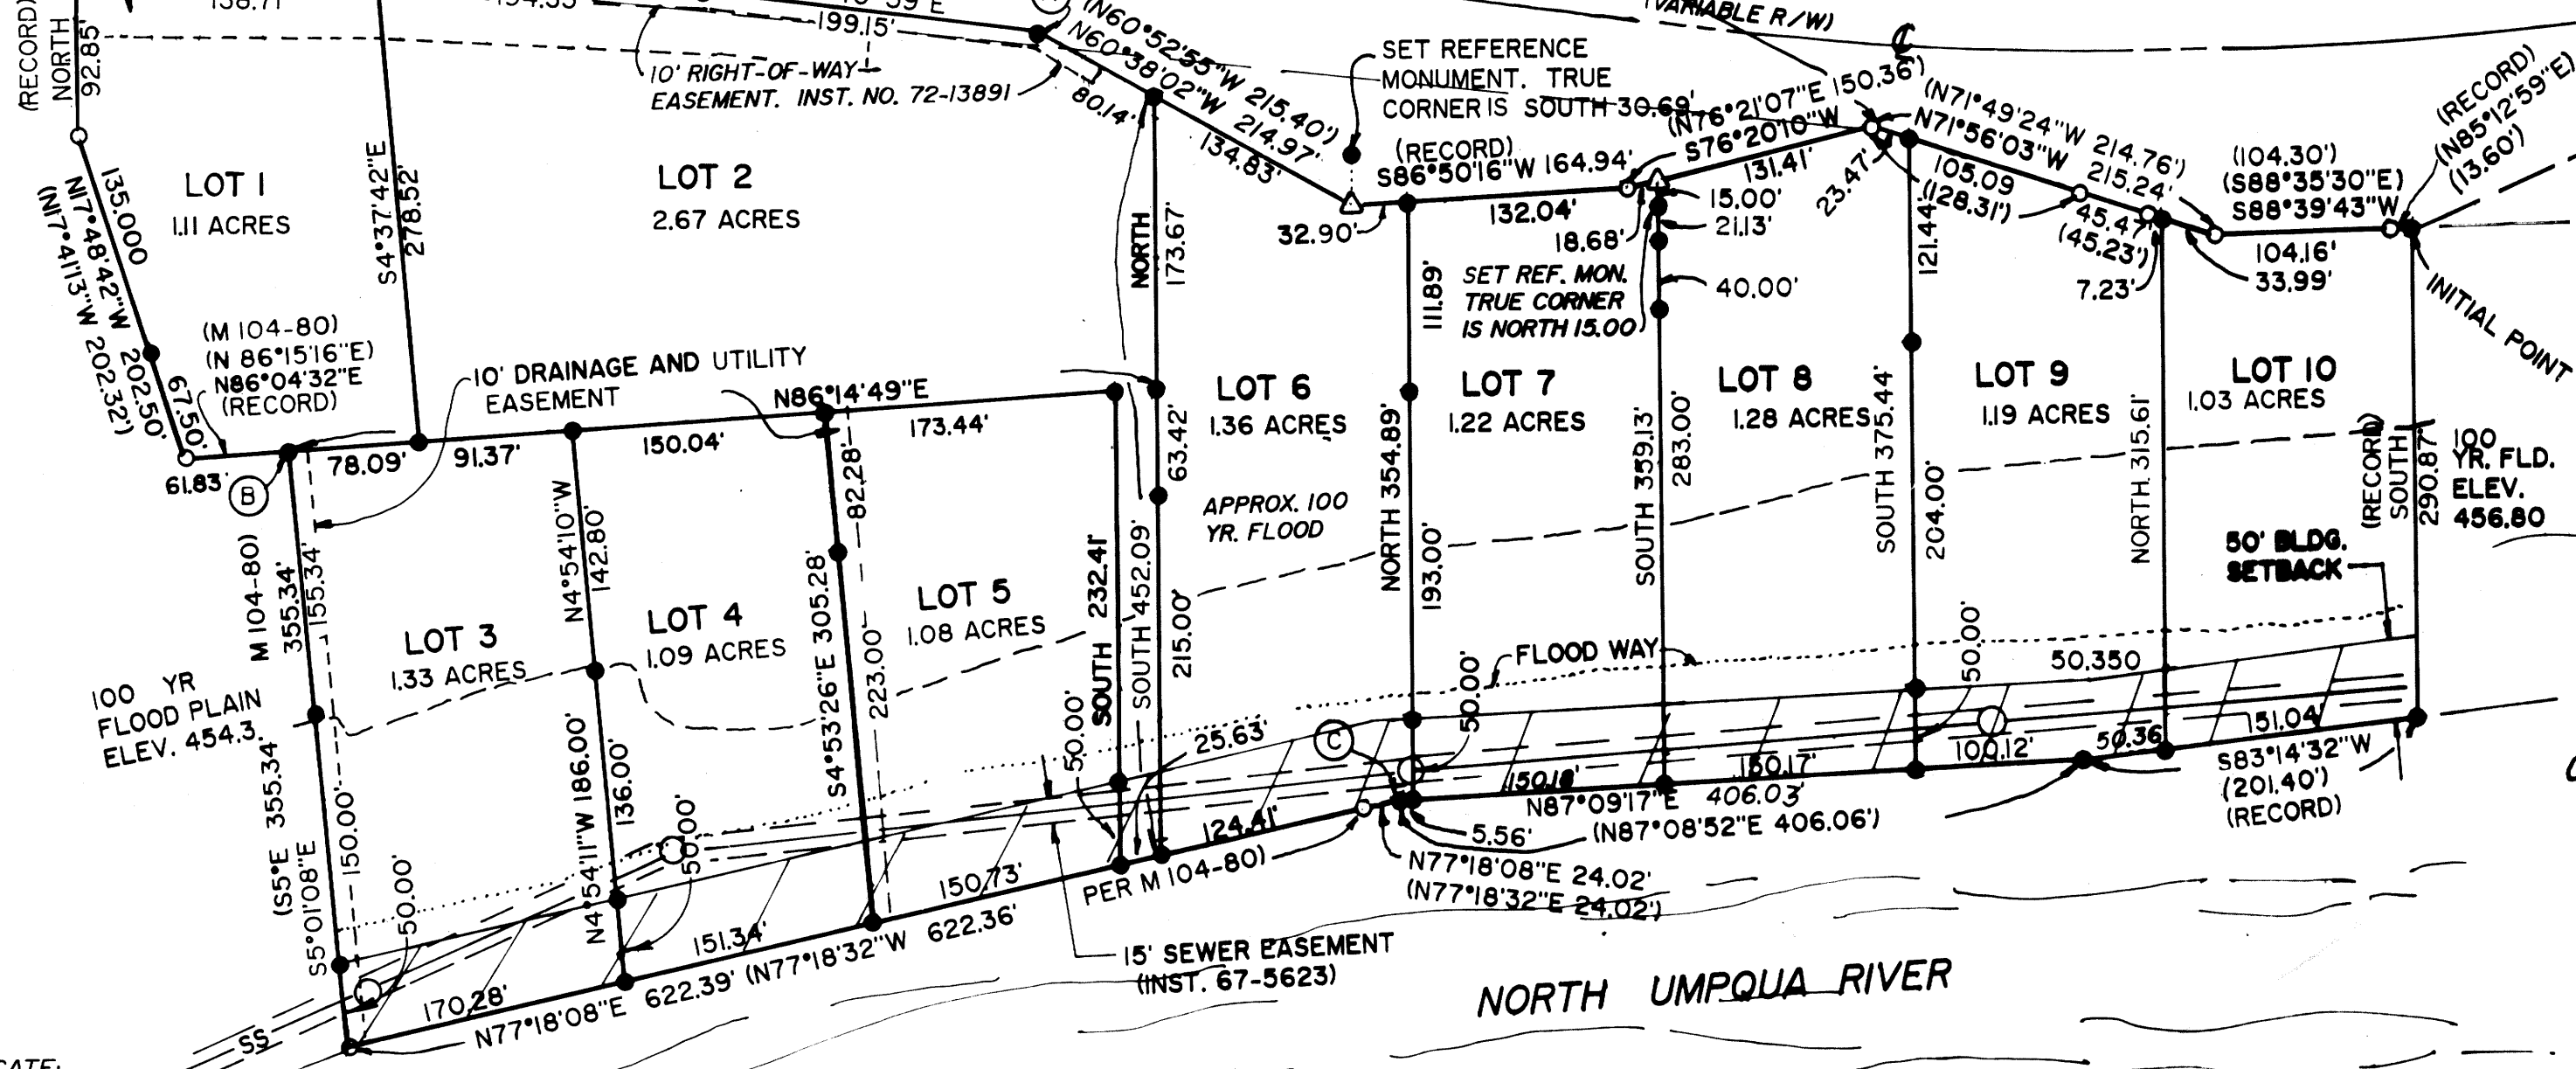 (RECORD)
NORTH
92.85'
199.15'
10' RIGHT-OF-WAY
EASEMENT. INST. NO. 72-13891
(N60°52'55"W 215.40')
N60°38'02"W 214.97'
80.14'
134.83'
SET REFERENCE
MONUMENT. TRUE
CORNER IS SOUTH 30.69'
(VARIABLE R/W)
(RECORD)
S86°50'16"W 164.94'
32.90'
132.04'
18.68'
(N76°21'07"E 150.36')
S76°20'10"W
131.41'
15.00'
21.13'
40.00'
SET REF. MON.
TRUE CORNER
IS NORTH 15.00'
23.47'
(N71°49'24"W 214.76')
N71°56'03"W 215.24'
105.09
(128.31')
45.47'
(45.23')
7.23'
33.99'
(104.30')
(S88°35'30"E)
S88°39'43"W
104.16'
(RECORD)
(N85°12'59"E)
(13.60')
INITIAL POINT
LOT 1
1.11 ACRES
135.000
N17°48'42"W 202.50'
(N17°41'13"W 202.32')
67.50'
S4°37'42"E
278.52'
LOT 2
2.67 ACRES
NORTH
173.67'
(M 104-80)
(N 86°15'16"E)
N86°04'32"E
(RECORD)
10' DRAINAGE AND UTILITY
EASEMENT
N86°14'49"E
61.83'
B
78.09'
91.37'
150.04'
173.44'
M 104-80)
355.34'
155.34'
(S5°E 355.34
S5°01'08"E
150.00'
50.00'
LOT 3
1.33 ACRES
N4°54'10"W
142.80'
N4°54'11"W 186.00'
136.00'
50.00'
LOT 4
1.09 ACRES
82.28'
S4°53'26"E 305.28'
223.00'
LOT 5
1.08 ACRES
SOUTH 232.41'
50.00'
SOUTH 452.09'
63.42'
215.00'
25.63'
LOT 6
1.36 ACRES
APPROX. 100
YR. FLOOD
111.89'
NORTH 354.89'
193.00'
50.00'
LOT 7
1.22 ACRES
SOUTH 359.13'
283.00'
LOT 8
1.28 ACRES
121.44'
SOUTH 375.44'
204.00'
50.00'
LOT 9
1.19 ACRES
NORTH 315.61'
LOT 10
1.03 ACRES
(RECORD)
SOUTH
290.87'
100
YR. FLD.
ELEV.
456.80
50' BLDG.
SETBACK
FLOOD WAY
50.350
100 YR
FLOOD PLAIN
ELEV. 454.3
C
170.28'
151.34'
150.73'
124.41'
N77°18'08"E 622.39' (N77°18'32"W 622.36'
PER M 104-80)
15' SEWER EASEMENT
(INST. 67-5623)
SS
5.56'
N77°18'08"E 24.02'
(N77°18'32"E 24.02')
150.18'
150.17'
100.12'
50.36
151.04'
N87°09'17"E 406.03'
(N87°08'52"E 406.06')
S83°14'32"W
(201.40')
(RECORD)
NORTH UMPQUA RIVER